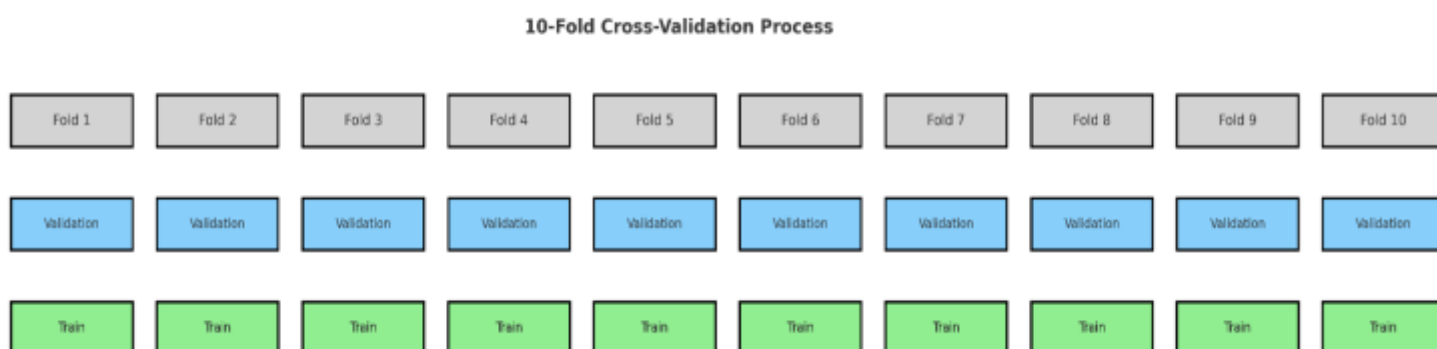 10-Fold Cross-Validation Process
Fold 1 Fold 2 Fold 3 Fold 4 Fold 5 Fold 6 Fold 7 Fold 8 Fold 9 Fold 10
Validation Validation Validation Validation Validation Validation Validation Validation Validation Validation
Train Train Train Train Train Train Train Train Train Train